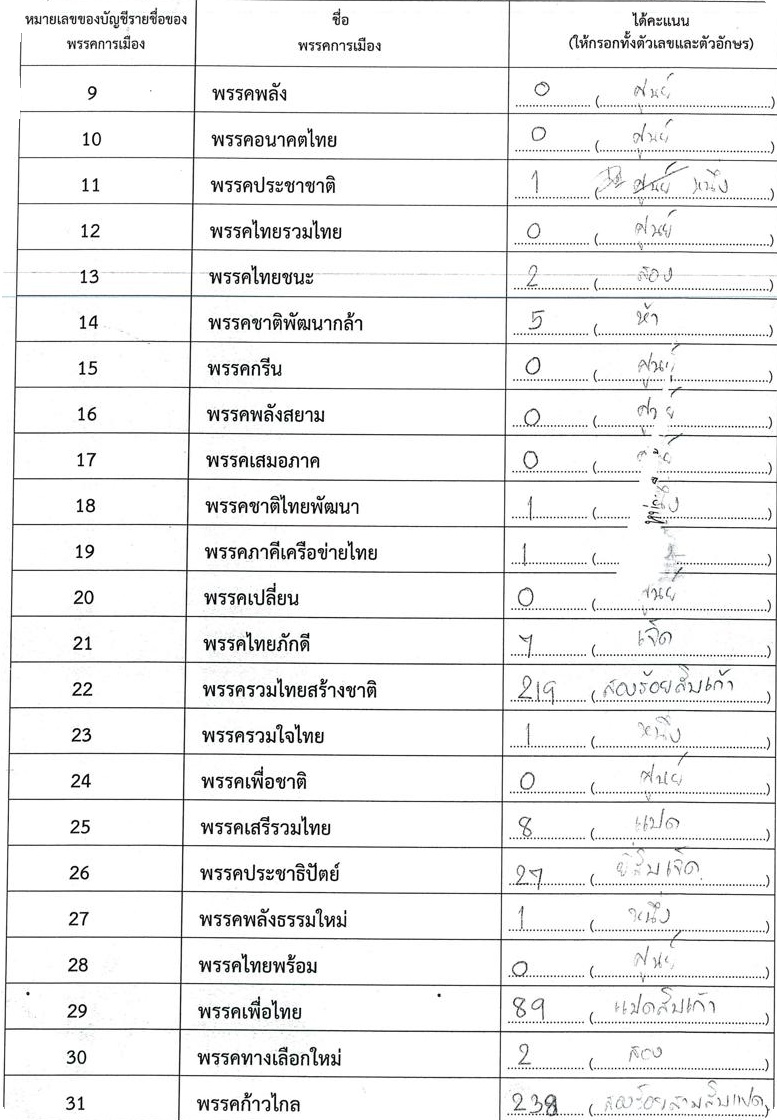 หมายเลขของบัญชีรายชื่อของ พรรคการเมือง ชื่อ พรรคการเมือง ได้คะแนน (ให้กรอกทั้งตัวเลขและตัวอักษร)
9 พรรคพลัง 0 (ศูนย์)
10 พรรคอนาคตไทย 0 (ศูนย์)
11 พรรคประชาชาติ 1 (ศูนย์ หนึ่ง)
12 พรรคไทยรวมไทย 0 (ศูนย์)
13 พรรคไทยชนะ 2 (สอง)
14 พรรคชาติพัฒนากล้า 5 (ห้า)
15 พรรคกรีน 0 (ศูนย์)
16 พรรคพลังสยาม 0 (ศูนย์)
17 พรรคเสมอภาค 0 ( )
18 พรรคชาติไทยพัฒนา 1 ( )
19 พรรคภาคีเครือข่ายไทย 1 ( )
20 พรรคเปลี่ยน 0 (ศูนย์)
21 พรรคไทยภักดี 7 (เจ็ด)
22 พรรครวมไทยสร้างชาติ 219 (สองร้อยสิบเก้า)
23 พรรครวมใจไทย 1 (หนึ่ง)
24 พรรคเพื่อชาติ 0 (ศูนย์)
25 พรรคเสรีรวมไทย 8 (แปด)
26 พรรคประชาธิปัตย์ 27 (ยี่สิบเจ็ด)
27 พรรคพลังธรรมใหม่ 1 (หนึ่ง)
28 พรรคไทยพร้อม 0 (ศูนย์)
29 พรรคเพื่อไทย 89 (แปดสิบเก้า)
30 พรรคทางเลือกใหม่ 2 (สอง)
31 พรรคก้าวไกล 238 (สองร้อยสามสิบแปด)